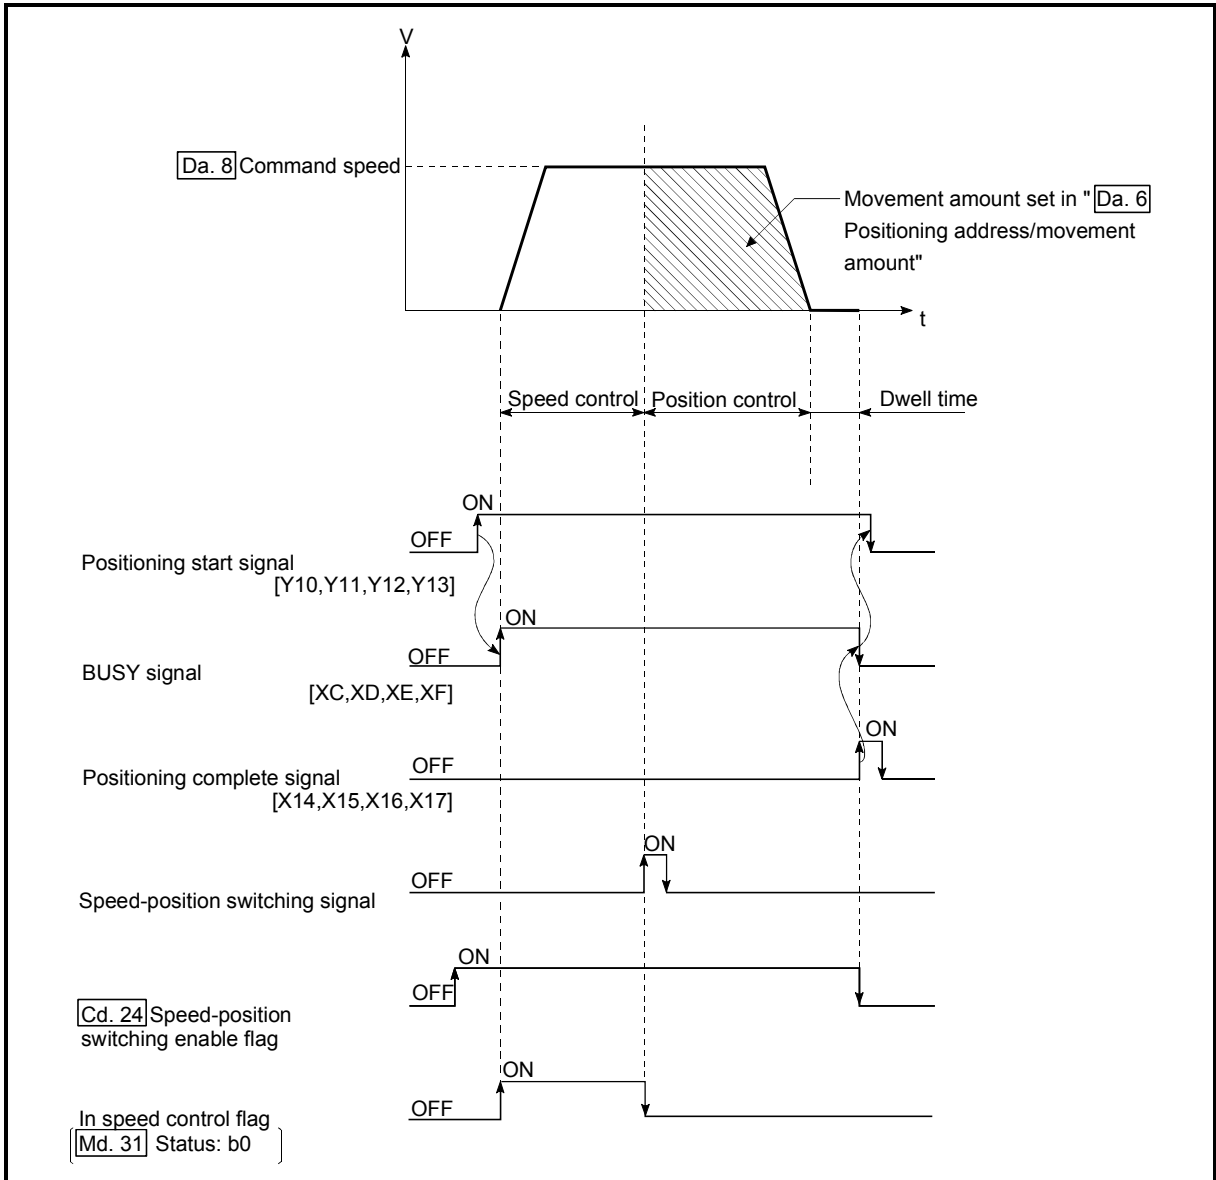 V
Da. 8 Command speed
Movement amount set in " Da. 6
Positioning address/movement
amount"
t
Speed control
Position control
Dwell time
ON
OFF
Positioning start signal
[Y10,Y11,Y12,Y13]
ON
OFF
BUSY signal
[XC,XD,XE,XF]
ON
OFF
Positioning complete signal
[X14,X15,X16,X17]
ON
OFF
Speed-position switching signal
ON
OFF
Cd. 24 Speed-position
switching enable flag
ON
OFF
In speed control flag
Md. 31 Status: b0